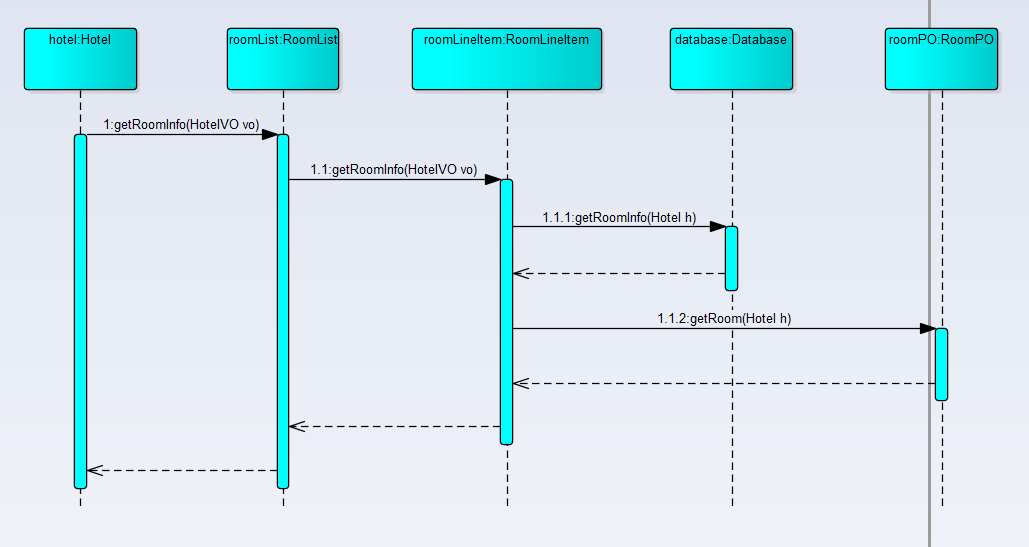 hotel:Hotel
roomList:RoomList
roomLineItem:RoomLineItem
database:Database
roomPO:RoomPO
1:getRoomInfo(HotelVO vo)
1.1:getRoomInfo(HotelVO vo)
1.1.1:getRoomInfo(Hotel h)
1.1.2:getRoom(Hotel h)